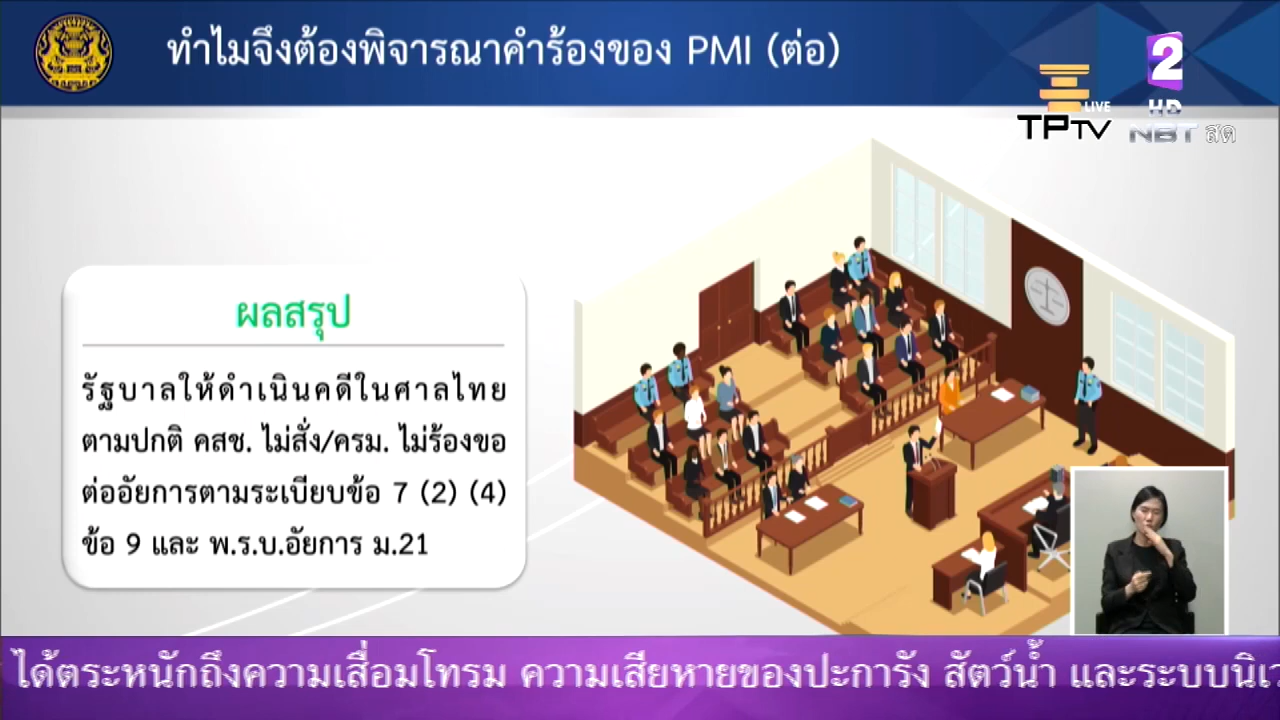 ทำไมจึงต้องพิจารณาคำร้องของ PMI (ต่อ)
LIVE
TPTV
2
HD
NBT สด
ผลสรุป
รัฐบาลให้ดำเนินคดีในศาลไทย
ตามปกติ คสช. ไม่สั่ง/ครม. ไม่ร้องขอ
ต่ออัยการตามระเบียบข้อ 7 (2) (4)
ข้อ 9 และ พ.ร.บ.อัยการ ม.21
ได้ตระหนักถึงความเสื่อมโทรม ความเสียหายของปะการัง สัตว์น้ำ และระบบนิเว